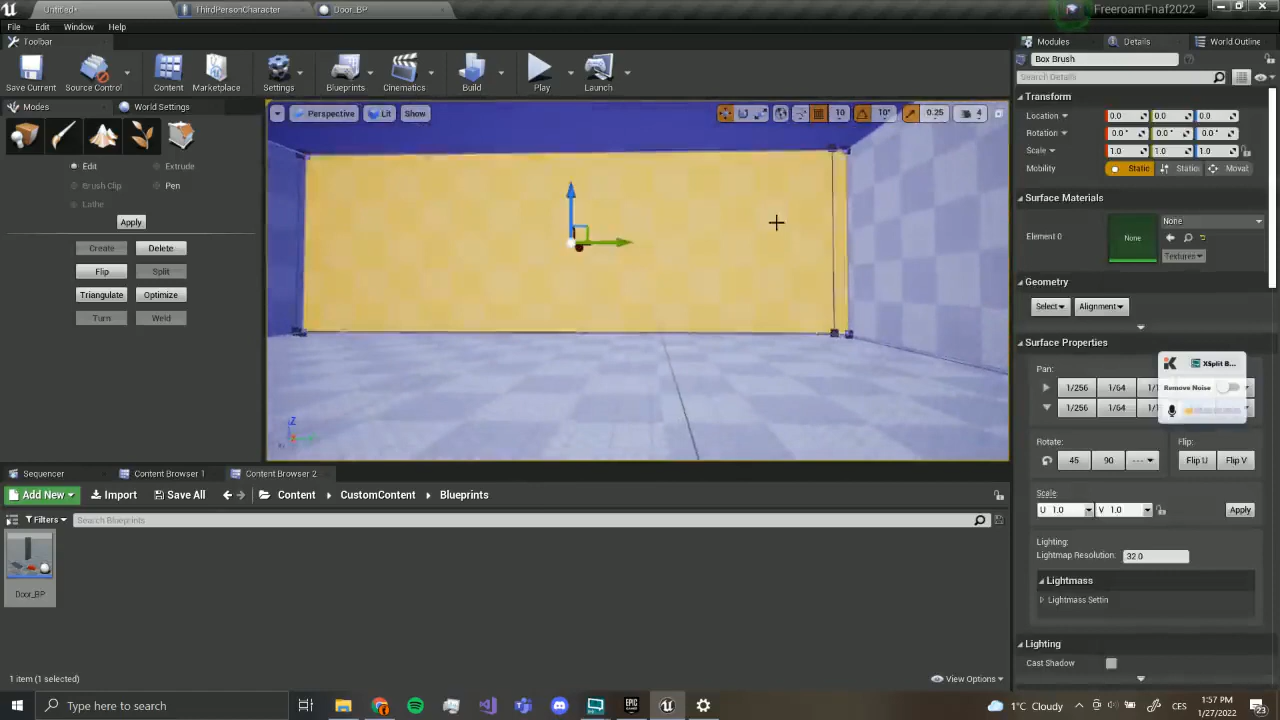 Untitled*
ThirdPersonCharacter
Door_BP
FreeroamFnaf2022
File Edit Window Help
Toolbar
Save Current
Source Control
Content
Marketplace
Settings
Blueprints
Cinematics
Build
Play
Launch
Modes
World Settings
Edit
Extrude
Brush Clip
Pen
Lathe
Apply
Create
Delete
Flip
Split
Triangulate
Optimize
Turn
Weld
Perspective
Lit
Show
10
10°
0.25
4
Z
Modules
Details
World Outline
Box Brush
Search Details
Transform
Location 0.0 0.0 0.0
Rotation 0.0 ° 0.0 ° 0.0 °
Scale 1.0 1.0 1.0
Mobility Static Station Movab
Surface Materials
Element 0
None
None
Textures
Geometry
Select
Alignment
Surface Properties
Pan:
1/256 1/64
1/256 1/64
XSplit B...
Remove Noise
Rotate:
45 90 ---
Flip:
Flip U Flip V
Scale
U 1.0 V 1.0 Apply
Lighting:
Lightmap Resolution: 32.0
Lightmass
Lightmass Settin
Lighting
Cast Shadow
Sequencer
Content Browser 1
Content Browser 2
Add New
Import
Save All
Content
CustomContent
Blueprints
Filters
Search Blueprints
Door_BP
1 item (1 selected)
View Options
Type here to search
EPIC
1°C Cloudy
CES
1:57 PM
1/27/2022
23